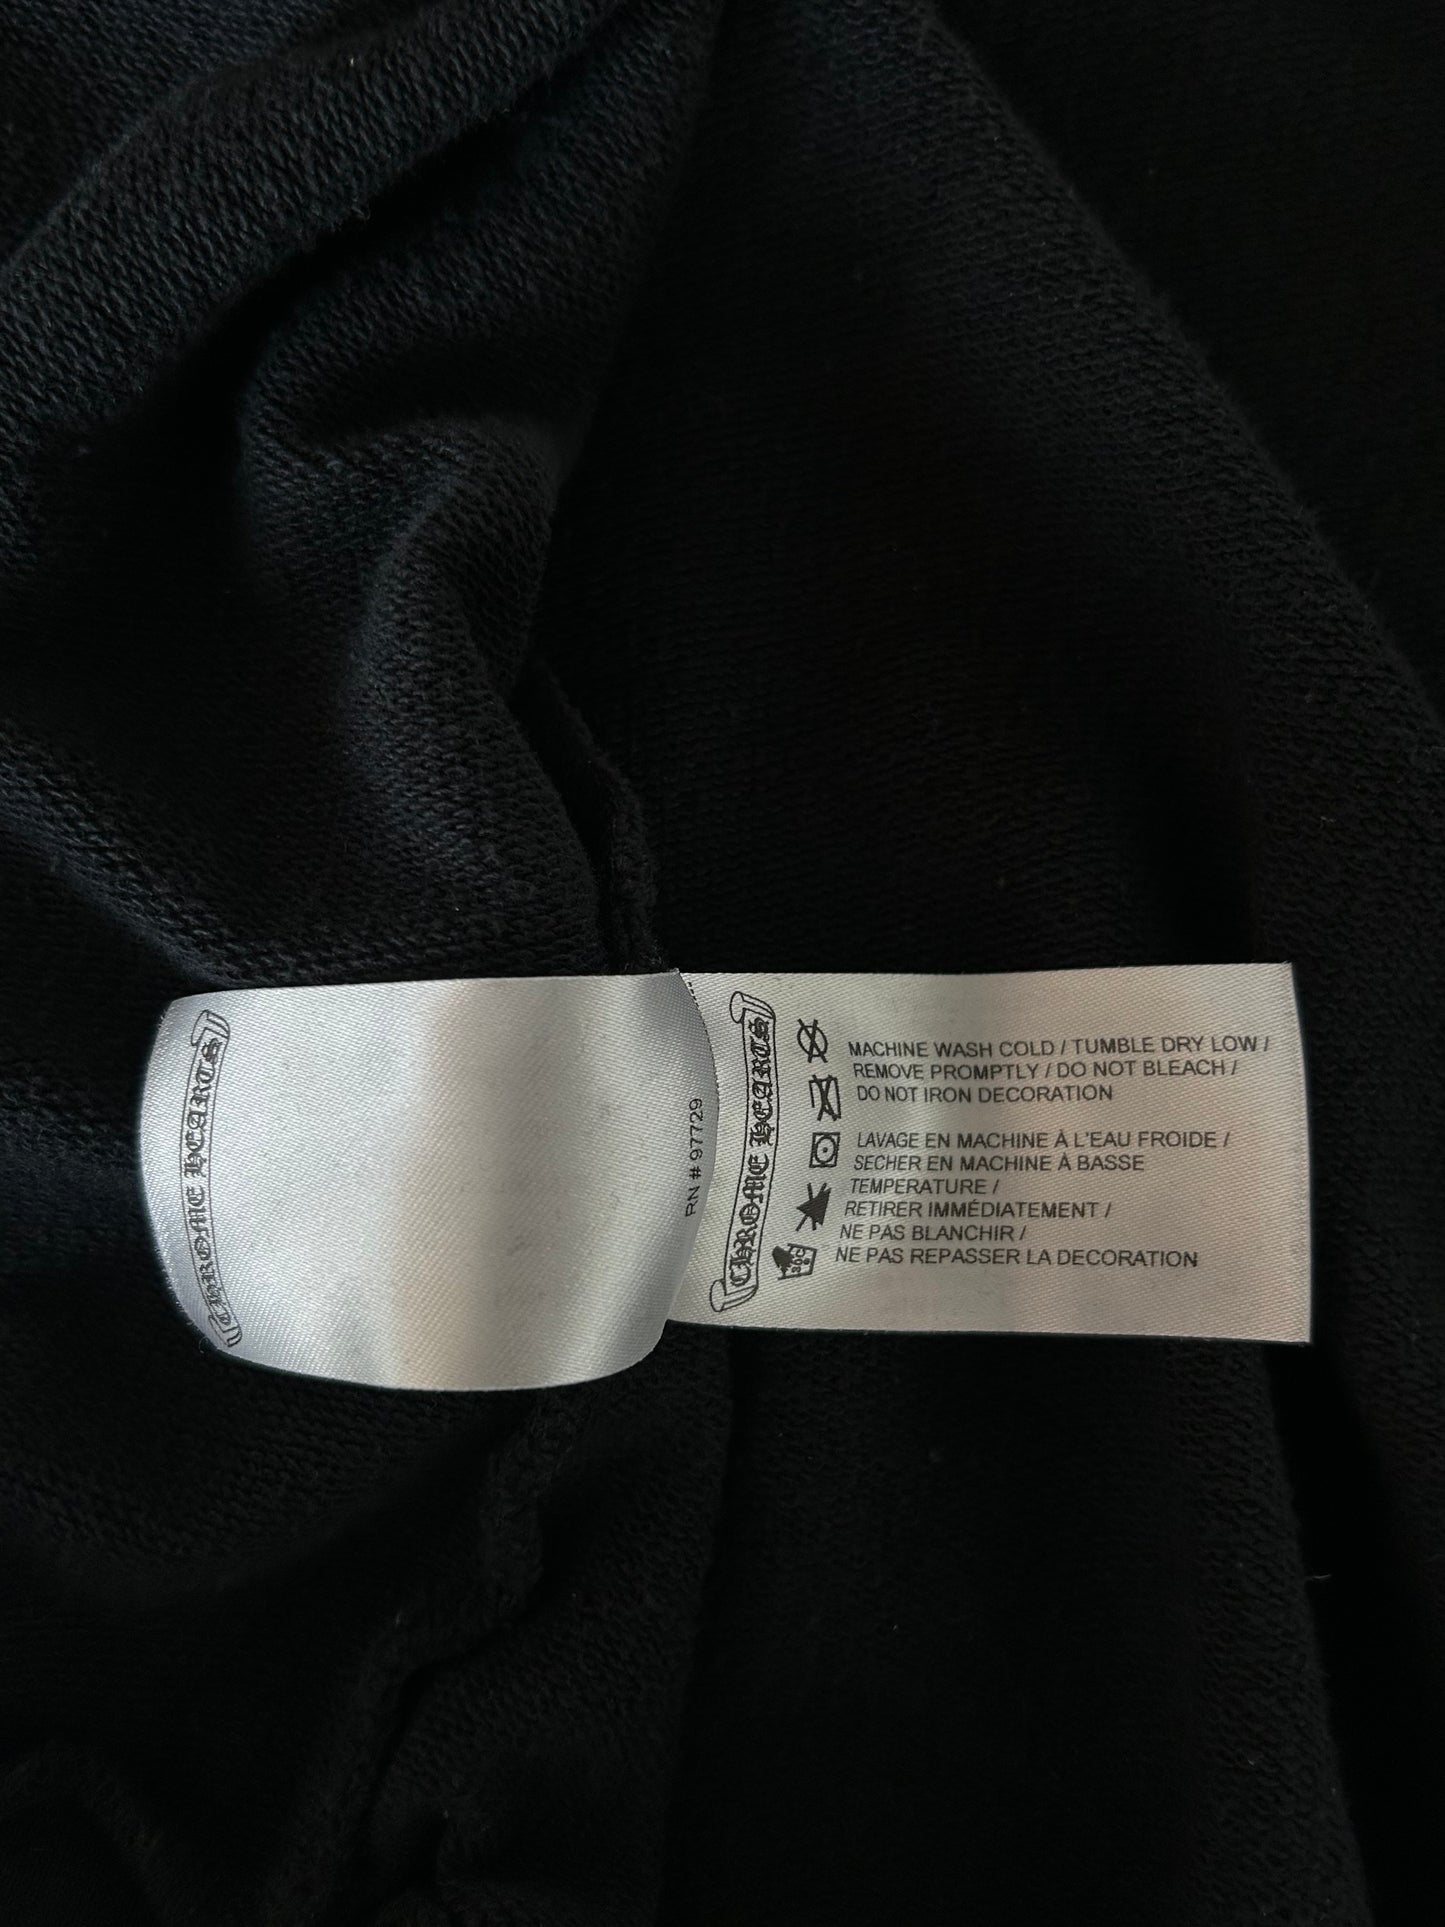 CHROME HEARTS
RN # 97729
CHROME HEARTS
MACHINE WASH COLD / TUMBLE DRY LOW /
REMOVE PROMPTLY / DO NOT BLEACH /
DO NOT IRON DECORATION
LAVAGE EN MACHINE À L'EAU FROIDE /
SECHER EN MACHINE À BASSE
TEMPERATURE /
RETIRER IMMÉDIATEMENT /
NE PAS BLANCHIR /
NE PAS REPASSER LA DECORATION